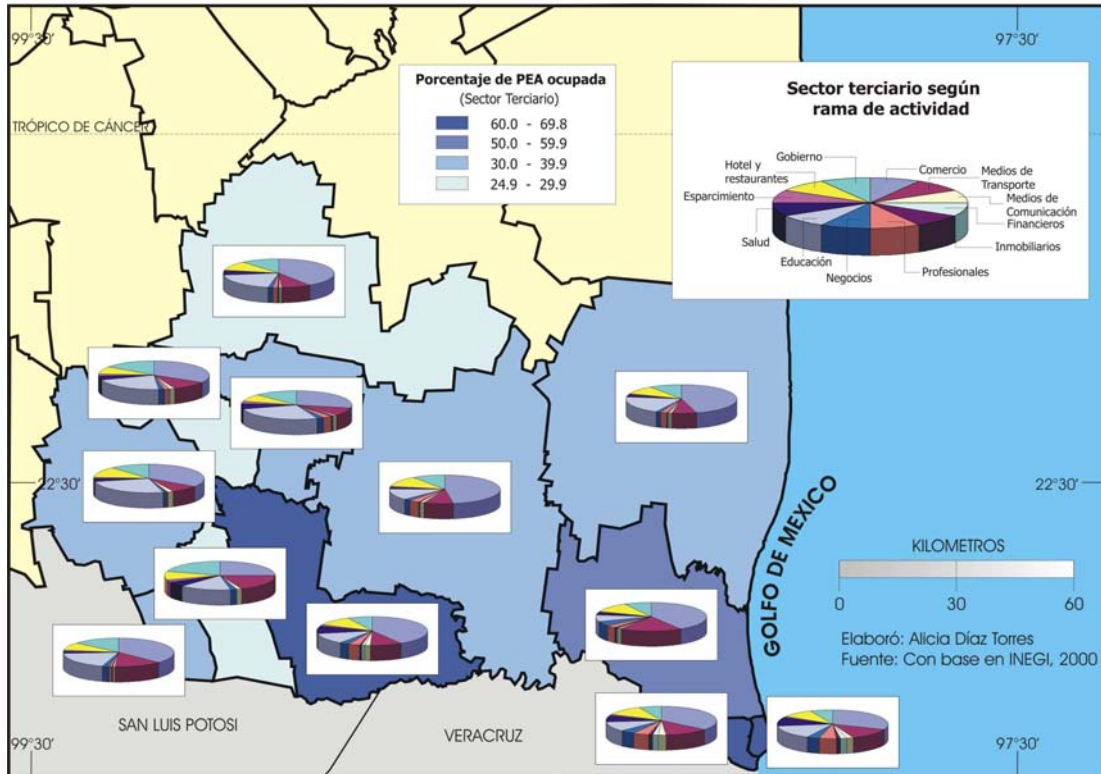 99°30′
97°30′
Porcentaje de PEA ocupada
(Sector Terciario)
60.0 - 69.8
50.0 - 59.9
30.0 - 39.9
24.9 - 29.9
Sector terciario según
rama de actividad
Gobierno
Comercio
Hotel y
restaurantes
Medios de
Transporte
Esparcimiento
Medios de
Comunicación
Financieros
Salud
Inmobiliarios
Educación
Negocios
Profesionales
TRÓPICO DE CÁNCER
22°30′
22°30′
GOLFO DE MEXICO
KILOMETROS
0 30 60
Elaboró: Alicia Díaz Torres
Fuente: Con base en INEGI, 2000
SAN LUIS POTOSI
VERACRUZ
99°30′
97°30′